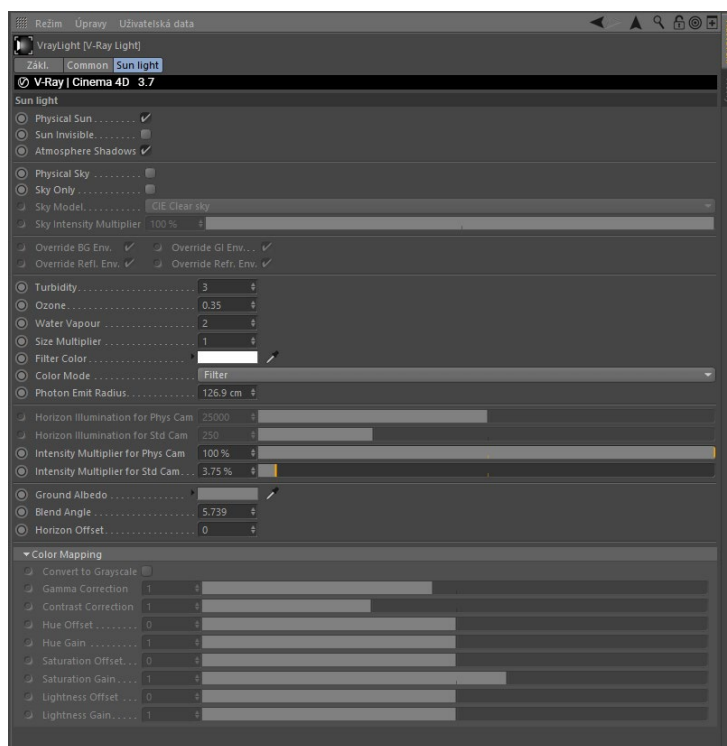 Režim Úpravy Uživatelská data
VrayLight [V-Ray Light]
Zákl. Common Sun light
V-Ray | Cinema 4D 3.7
Sun light
Physical Sun
Sun Invisible
Atmosphere Shadows
Physical Sky
Sky Only
Sky Model CIE Clear sky
Sky Intensity Multiplier 100 %
Override BG Env. Override GI Env...
Override Refl. Env. Override Refr. Env.
Turbidity 3
Ozone 0.35
Water Vapour 2
Size Multiplier 1
Filter Color
Color Mode Filter
Photon Emit Radius 126.9 cm
Horizon Illumination for Phys Cam 25000
Horizon Illumination for Std Cam 250
Intensity Multiplier for Phys Cam 100 %
Intensity Multiplier for Std Cam... 3.75 %
Ground Albedo
Blend Angle 5.739
Horizon Offset 0
Color Mapping
Convert to Grayscale
Gamma Correction 1
Contrast Correction 1
Hue Offset 0
Hue Gain 1
Saturation Offset... 0
Saturation Gain 1
Lightness Offset 0
Lightness Gain 1